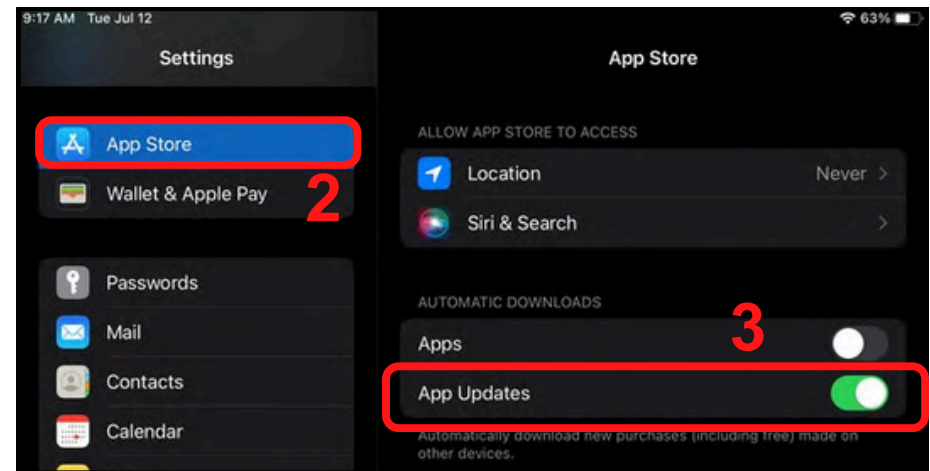 9:17 AM Tue Jul 12
63%
Settings
App Store
Wallet & Apple Pay
2
Passwords
Mail
Contacts
Calendar
App Store
ALLOW APP STORE TO ACCESS
Location Never >
Siri & Search >
AUTOMATIC DOWNLOADS
3
Apps
App Updates
Automatically download new purchases (including free) made on
other devices.